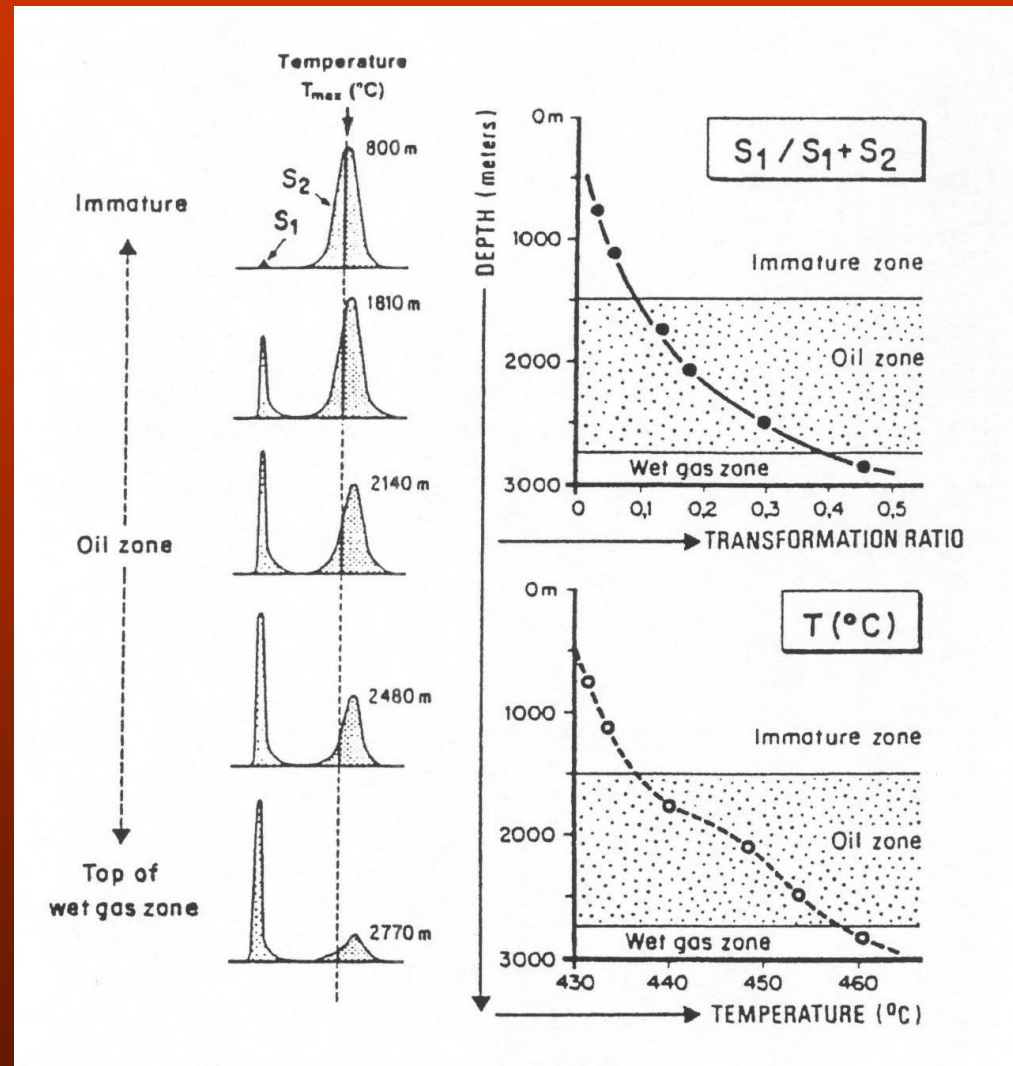 Temperature
Tmax (°C)
800 m
S2
S1
Immature
1810 m
2140 m
Oil zone
2480 m
Top of
wet gas zone
2770 m
DEPTH (meters)
0 m
S1 / S1 + S2
1000
Immature zone
2000
Oil zone
Wet gas zone
3000
0
0,1
0,2
0,3
0,4
0,5
TRANSFORMATION RATIO
0 m
T (°C)
1000
Immature zone
2000
Oil zone
Wet gas zone
3000
430
440
450
460
TEMPERATURE (°C)